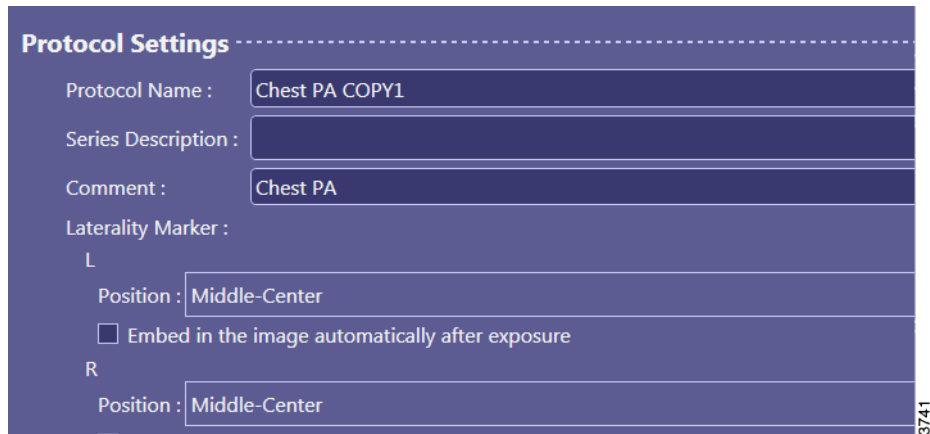 Protocol Settings
Protocol Name : Chest PA COPY1
Series Description :
Comment : Chest PA
Laterality Marker :
L
Position : Middle-Center
Embed in the image automatically after exposure
R
Position : Middle-Center
3741